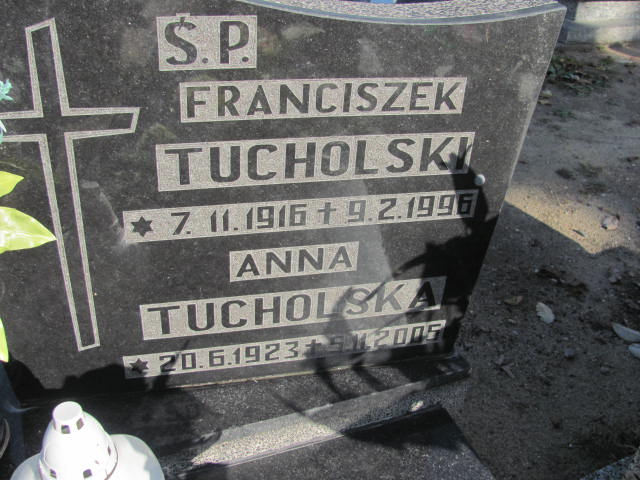 Ś.P.
FRANCISZEK
TUCHOLSKI
✶ 7.11.1916 + 9.2.1996
ANNA
TUCHOLSKA
✶ 20.6.1923 + 5.11.2005